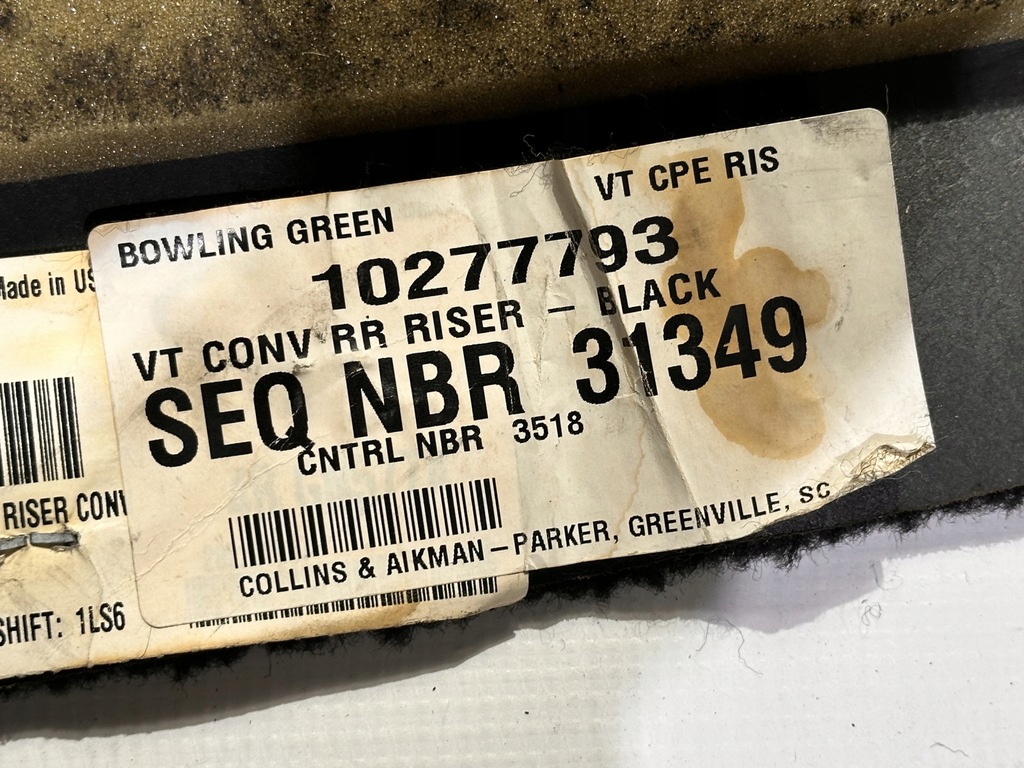 VT CPE RIS
BOWLING GREEN
10277793
VT CONV RR RISER - BLACK
SEQ NBR 31349
CNTRL NBR 3518
COLLINS & AIKMAN-PARKER, GREENVILLE, SC
Made in US
RISER CONV
SHIFT: 1LS6